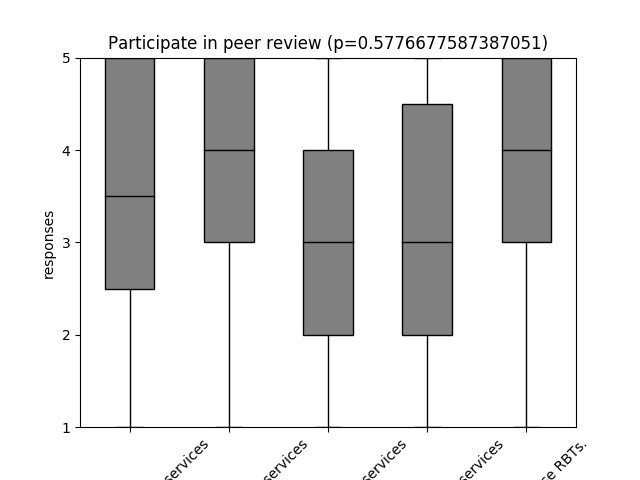 Participate in peer review (p=0.5776677587387051)
5
4
3
2
1
responses
services
services
services
services
RBTs.